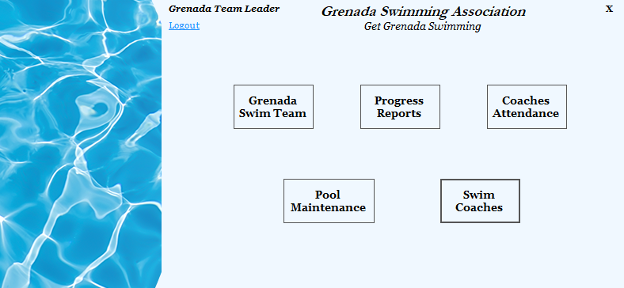 Grenada Team Leader
Grenada Swimming Association
X
Logout
Get Grenada Swimming
Grenada
Swim Team
Progress
Reports
Coaches
Attendance
Pool
Maintenance
Swim
Coaches